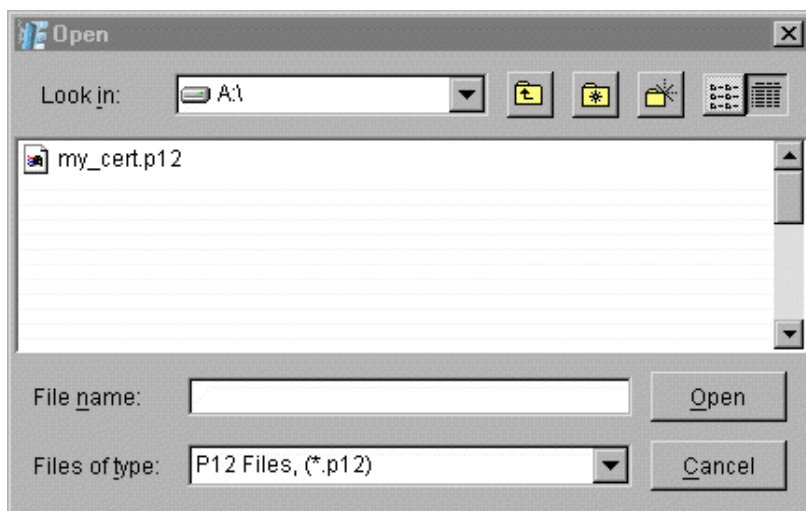 Open
Look in: A:\
my_cert.p12
File name: Open
Files of type: P12 Files, (*.p12) Cancel